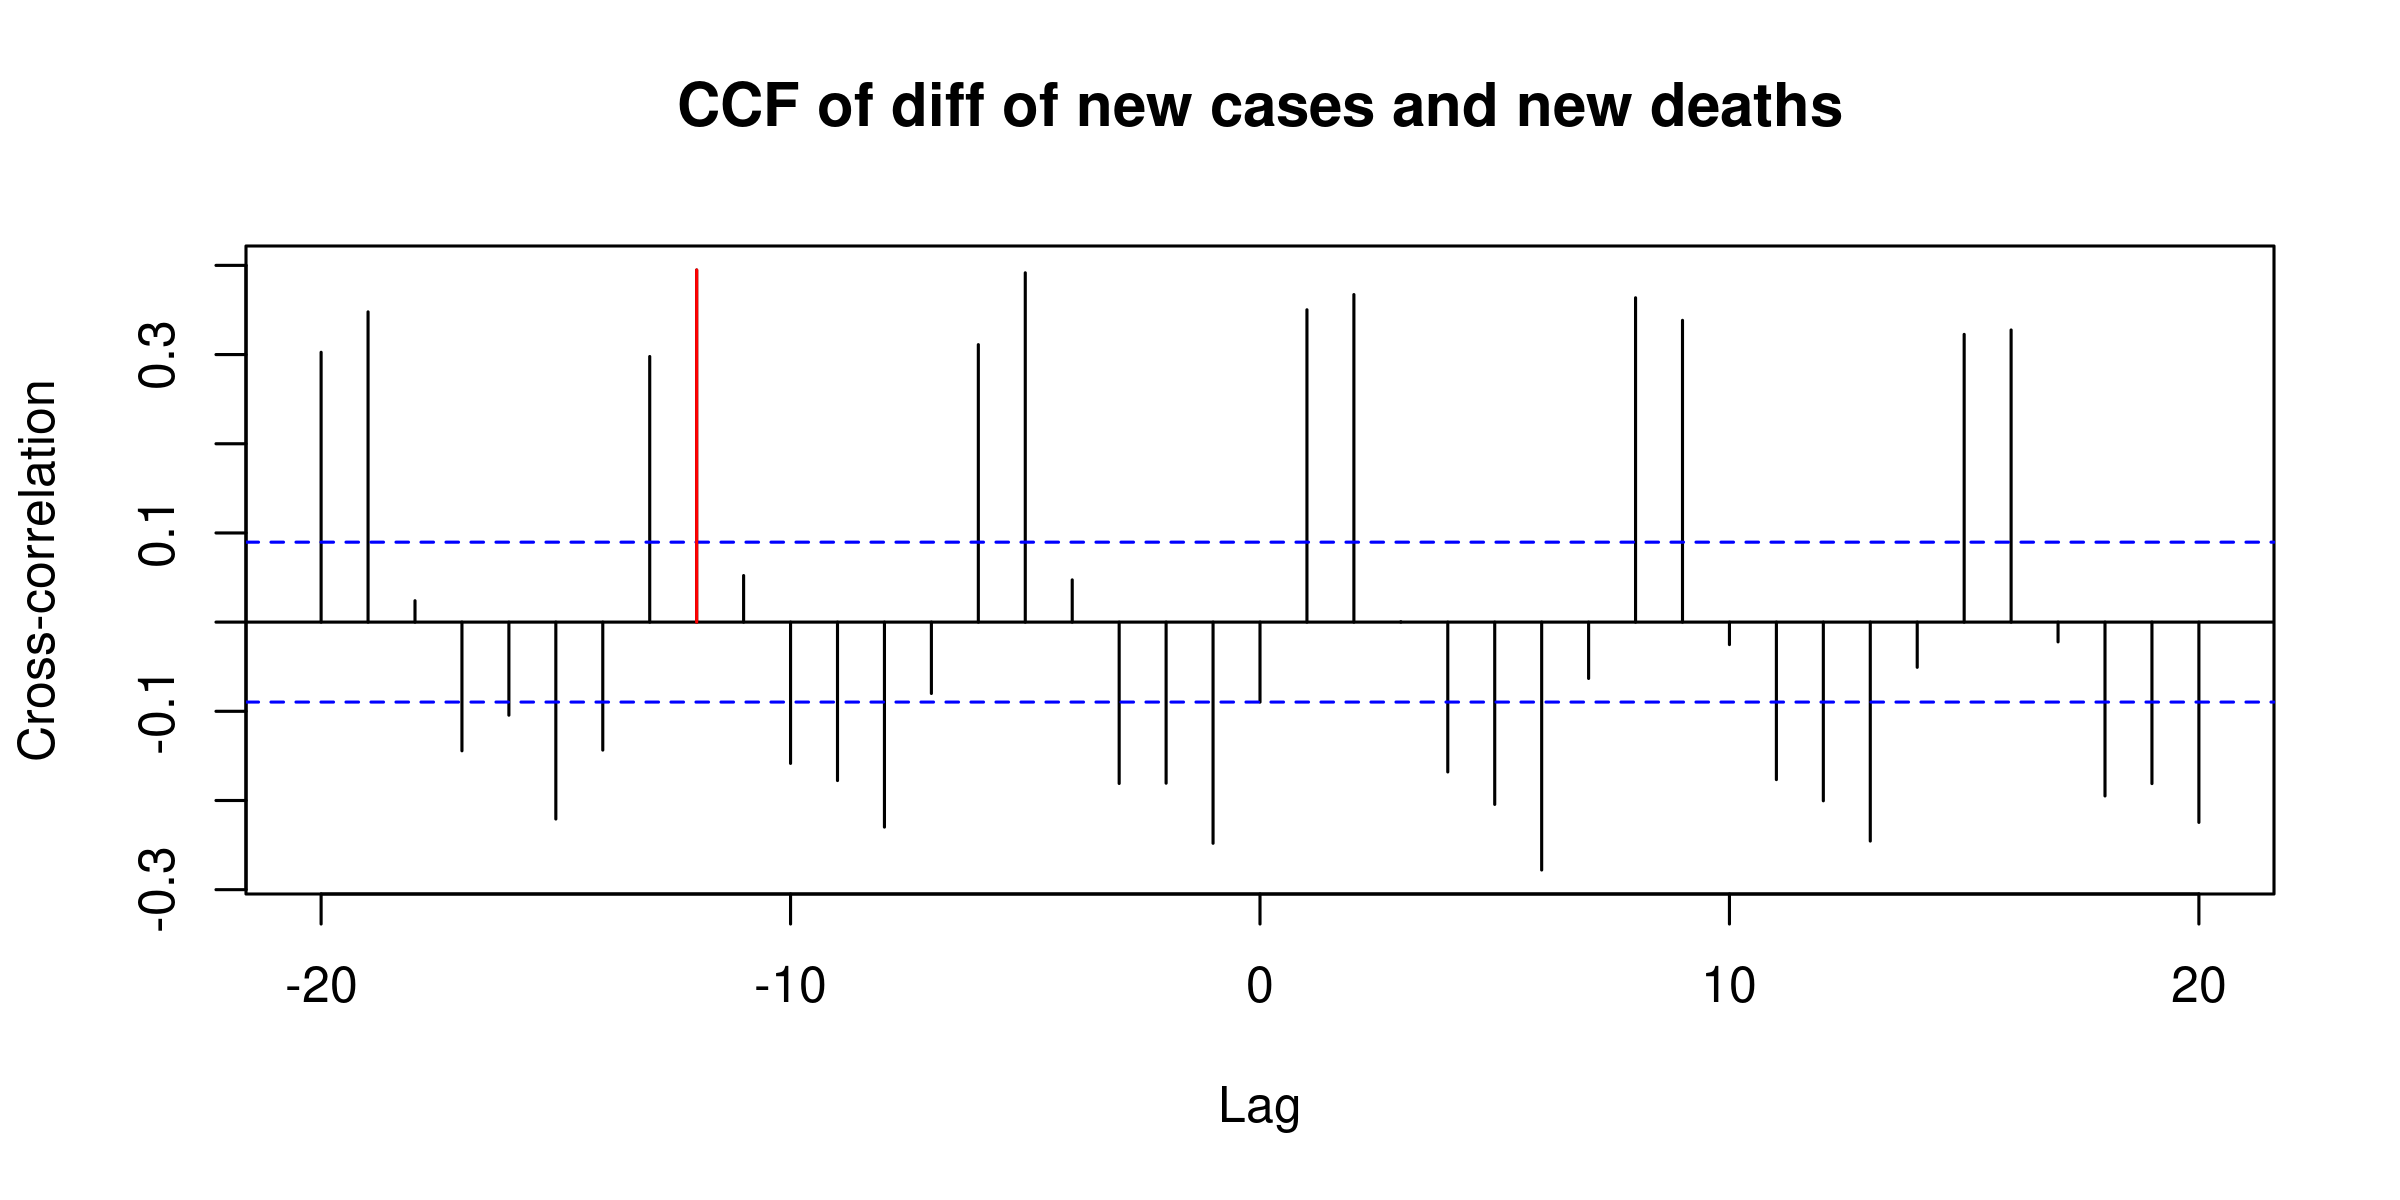 CCF of diff of new cases and new deaths
Cross-correlation
0.3
0.1
-0.1
-0.3
-20 -10 0 10 20
Lag